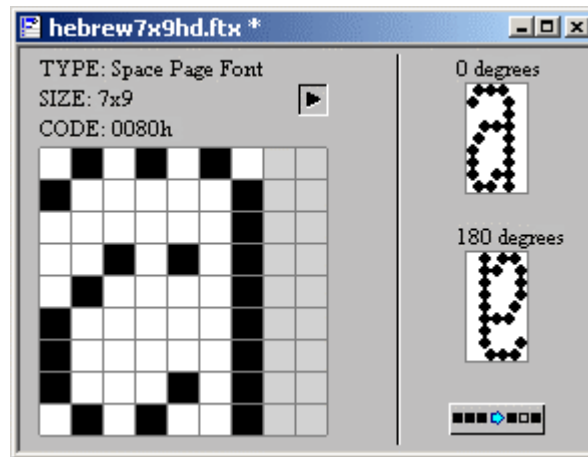 hebrew7x9hd.ftx *
TYPE: Space Page Font
SIZE: 7x9
CODE: 0080h
0 degrees
180 degrees